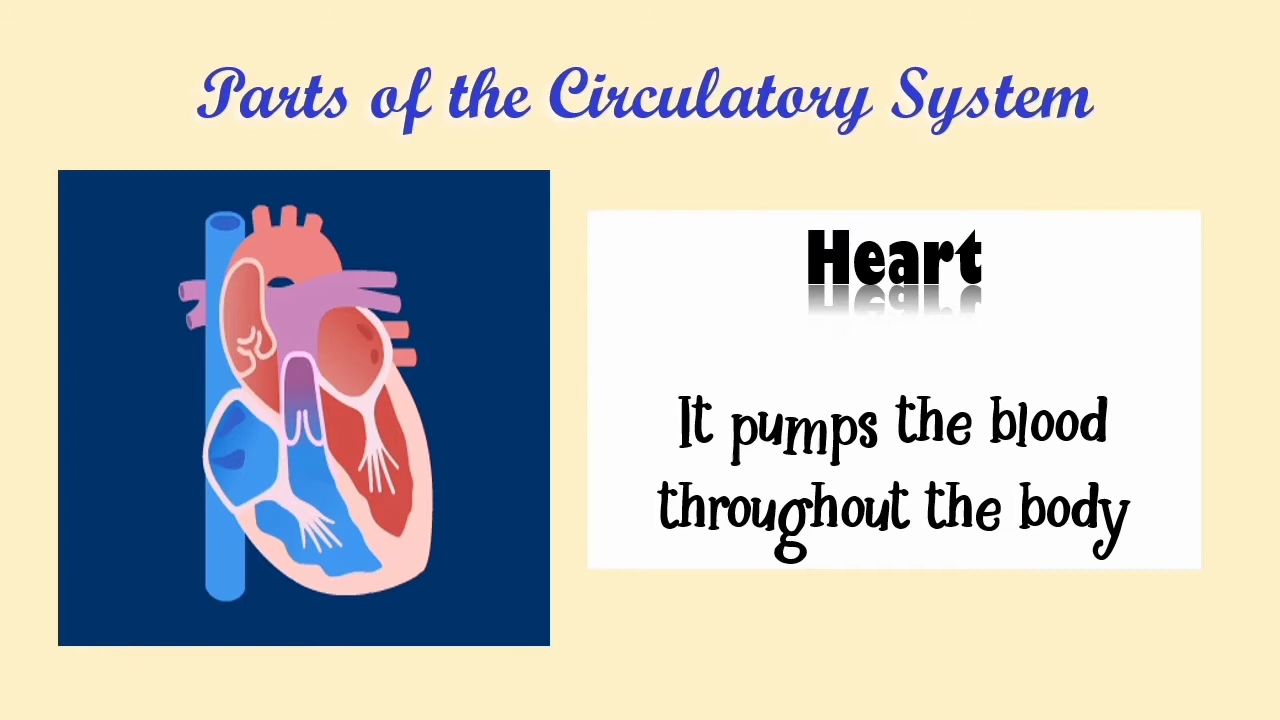 Parts of the Circulatory System
Heart
It pumps the blood
throughout the body